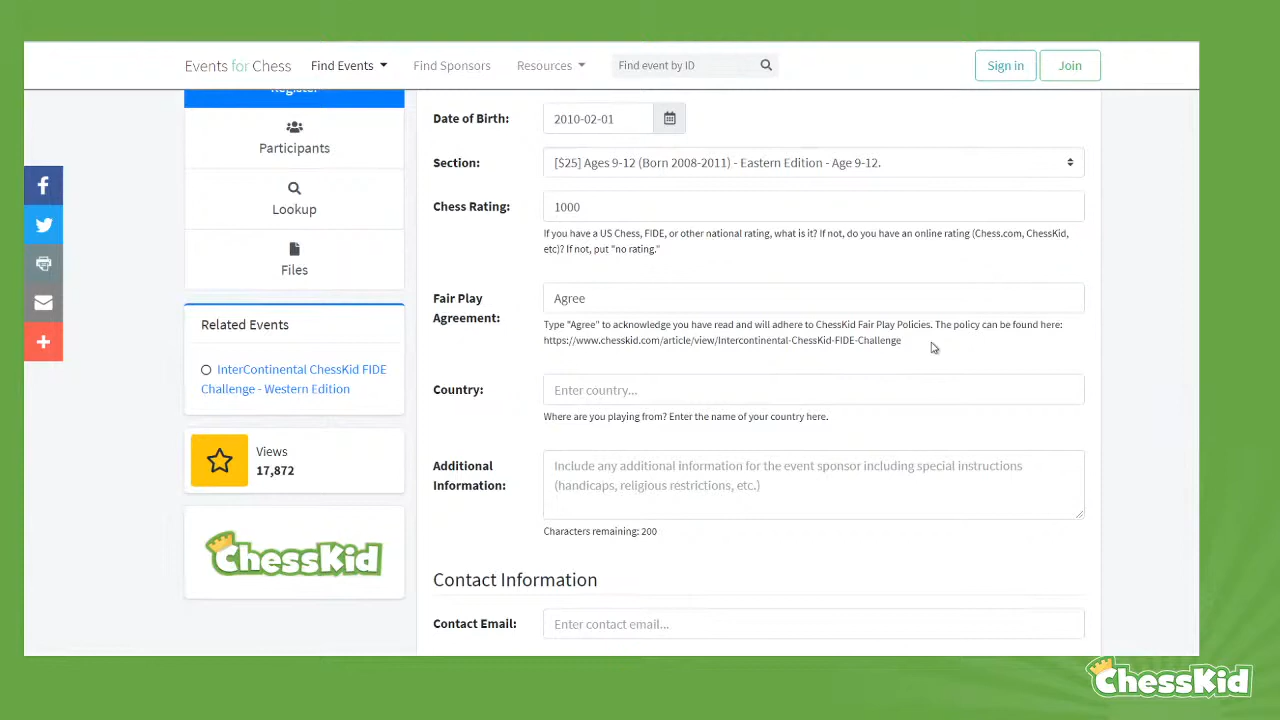 Events for Chess
Find Events
Find Sponsors
Resources
Find event by ID
Sign in
Join
Register
Participants
Lookup
Files
Related Events
InterContinental ChessKid FIDE
Challenge - Western Edition
Views
17,872
ChessKid
Date of Birth:
2010-02-01
Section:
[$25] Ages 9-12 (Born 2008-2011) - Eastern Edition - Age 9-12.
Chess Rating:
1000
If you have a US Chess, FIDE, or other national rating, what is it? If not, do you have an online rating (Chess.com, ChessKid,
etc)? If not, put "no rating."
Fair Play
Agreement:
Agree
Type "Agree" to acknowledge you have read and will adhere to ChessKid Fair Play Policies. The policy can be found here:
https://www.chesskid.com/article/view/Intercontinental-ChessKid-FIDE-Challenge
Country:
Enter country...
Where are you playing from? Enter the name of your country here.
Additional
Information:
Include any additional information for the event sponsor including special instructions
(handicaps, religious restrictions, etc.)
Characters remaining: 200
Contact Information
Contact Email:
Enter contact email...
ChessKid